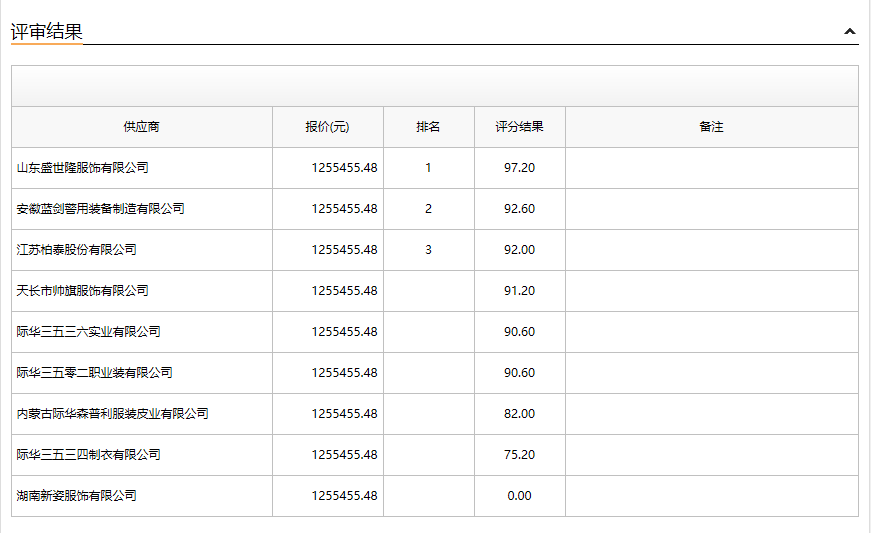 评审结果
供应商 报价(元) 排名 评分结果 备注
山东盛世隆服饰有限公司 1255455.48 1 97.20
安徽蓝剑警用装备制造有限公司 1255455.48 2 92.60
江苏柏泰股份有限公司 1255455.48 3 92.00
天长市帅旗服饰有限公司 1255455.48 91.20
际华三五三六实业有限公司 1255455.48 90.60
际华三五零二职业装有限公司 1255455.48 90.60
内蒙古际华森普利服装皮业有限公司 1255455.48 82.00
际华三五三四制衣有限公司 1255455.48 75.20
湖南新姿服饰有限公司 1255455.48 0.00